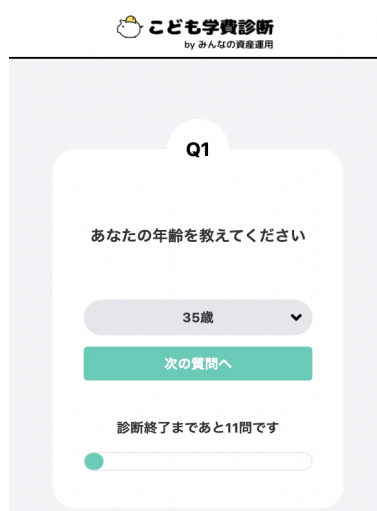 こども学費診断
by みんなの資産運用
Q1
あなたの年齢を教えてください
35歳
次の質問へ
診断終了まであと11問です